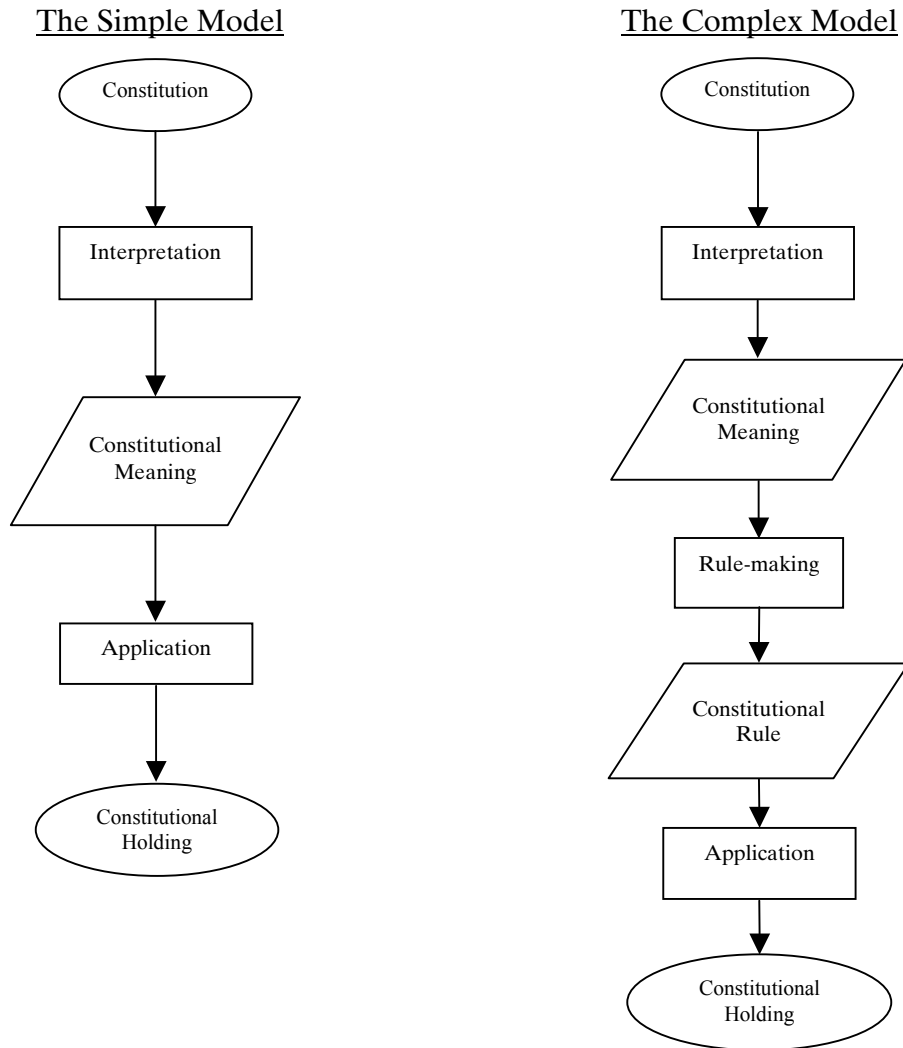 The Simple Model
Constitution
Interpretation
Constitutional
Meaning
Application
Constitutional
Holding
The Complex Model
Constitution
Interpretation
Constitutional
Meaning
Rule-making
Constitutional
Rule
Application
Constitutional
Holding